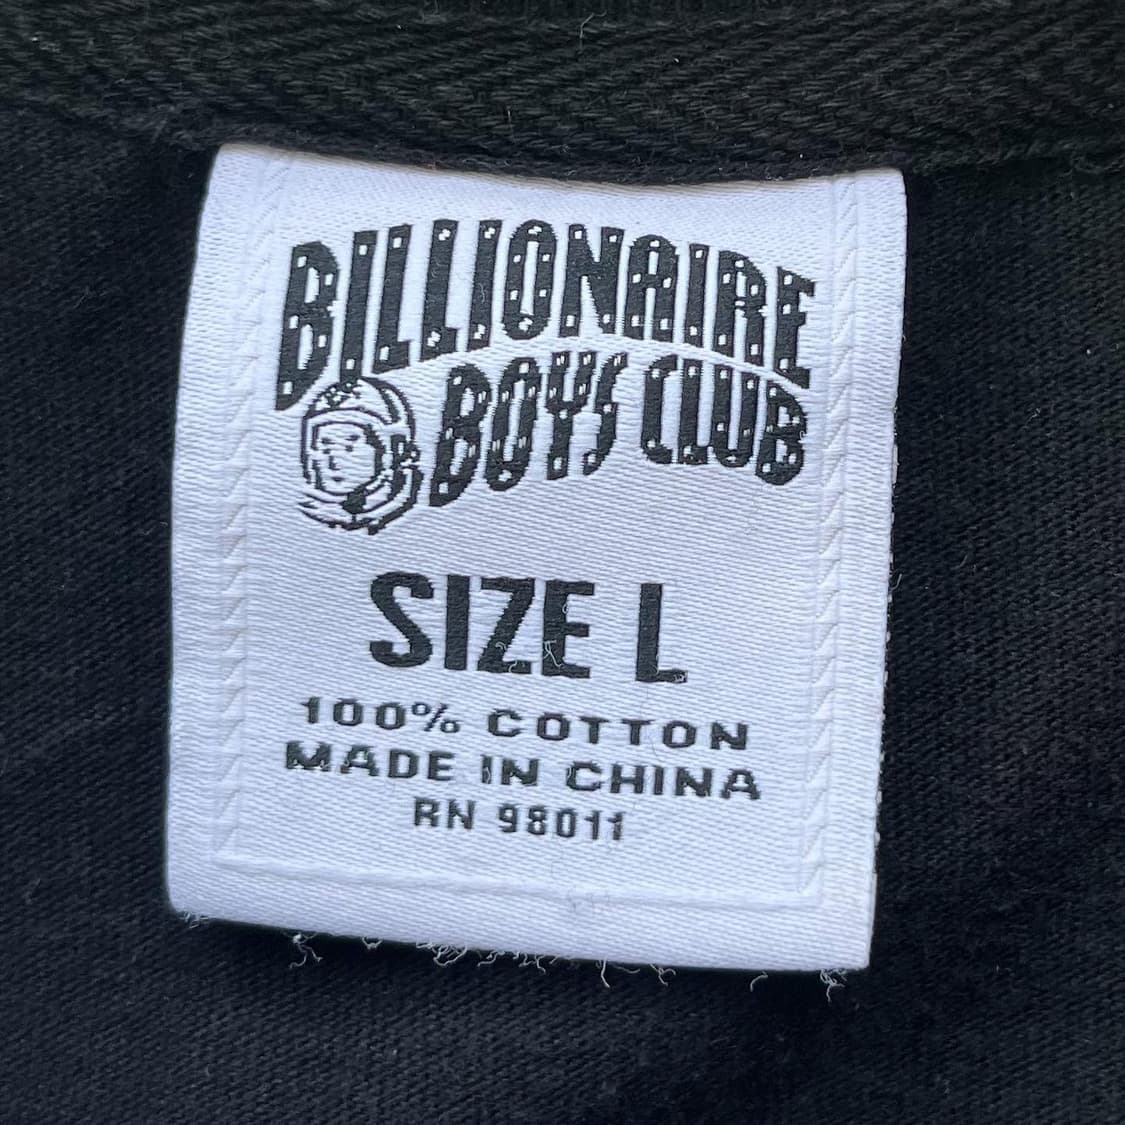 BILLIONAIRE
BOYS CLUB
SIZE L
100% COTTON
MADE IN CHINA
RN 98011